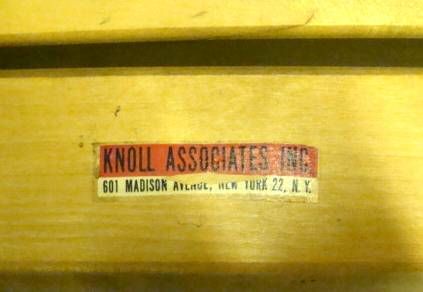 KNOLL ASSOCIATES INC.
601 MADISON AVENUE, NEW YORK 22, N.Y.